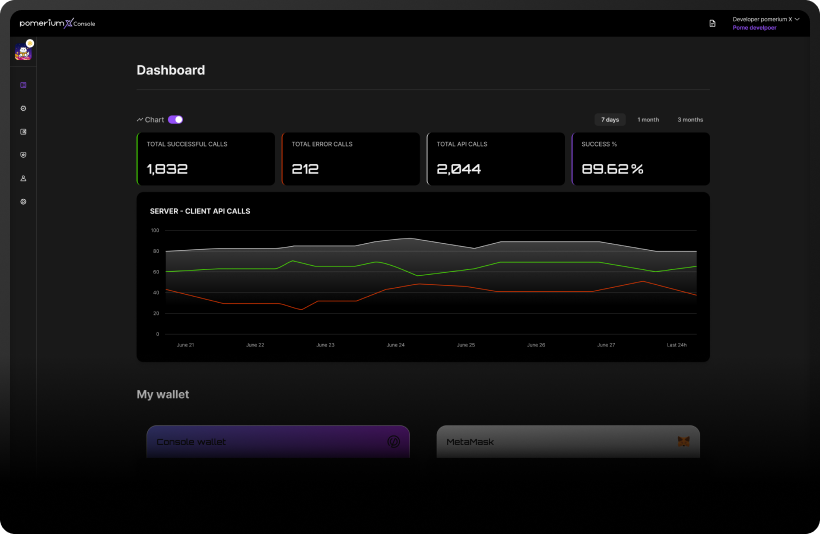 pomerium X Console
Developer pomerium X
Pome develpoer
Dashboard
Chart
7 days
1 month
3 months
TOTAL SUCCESSFUL CALLS
1,832
TOTAL ERROR CALLS
212
TOTAL API CALLS
2,044
SUCCESS %
89.62 %
SERVER - CLIENT API CALLS
100
80
60
40
20
0
June 21
June 22
June 23
June 24
June 25
June 26
June 27
Last 24h
My wallet
Console wallet
MetaMask